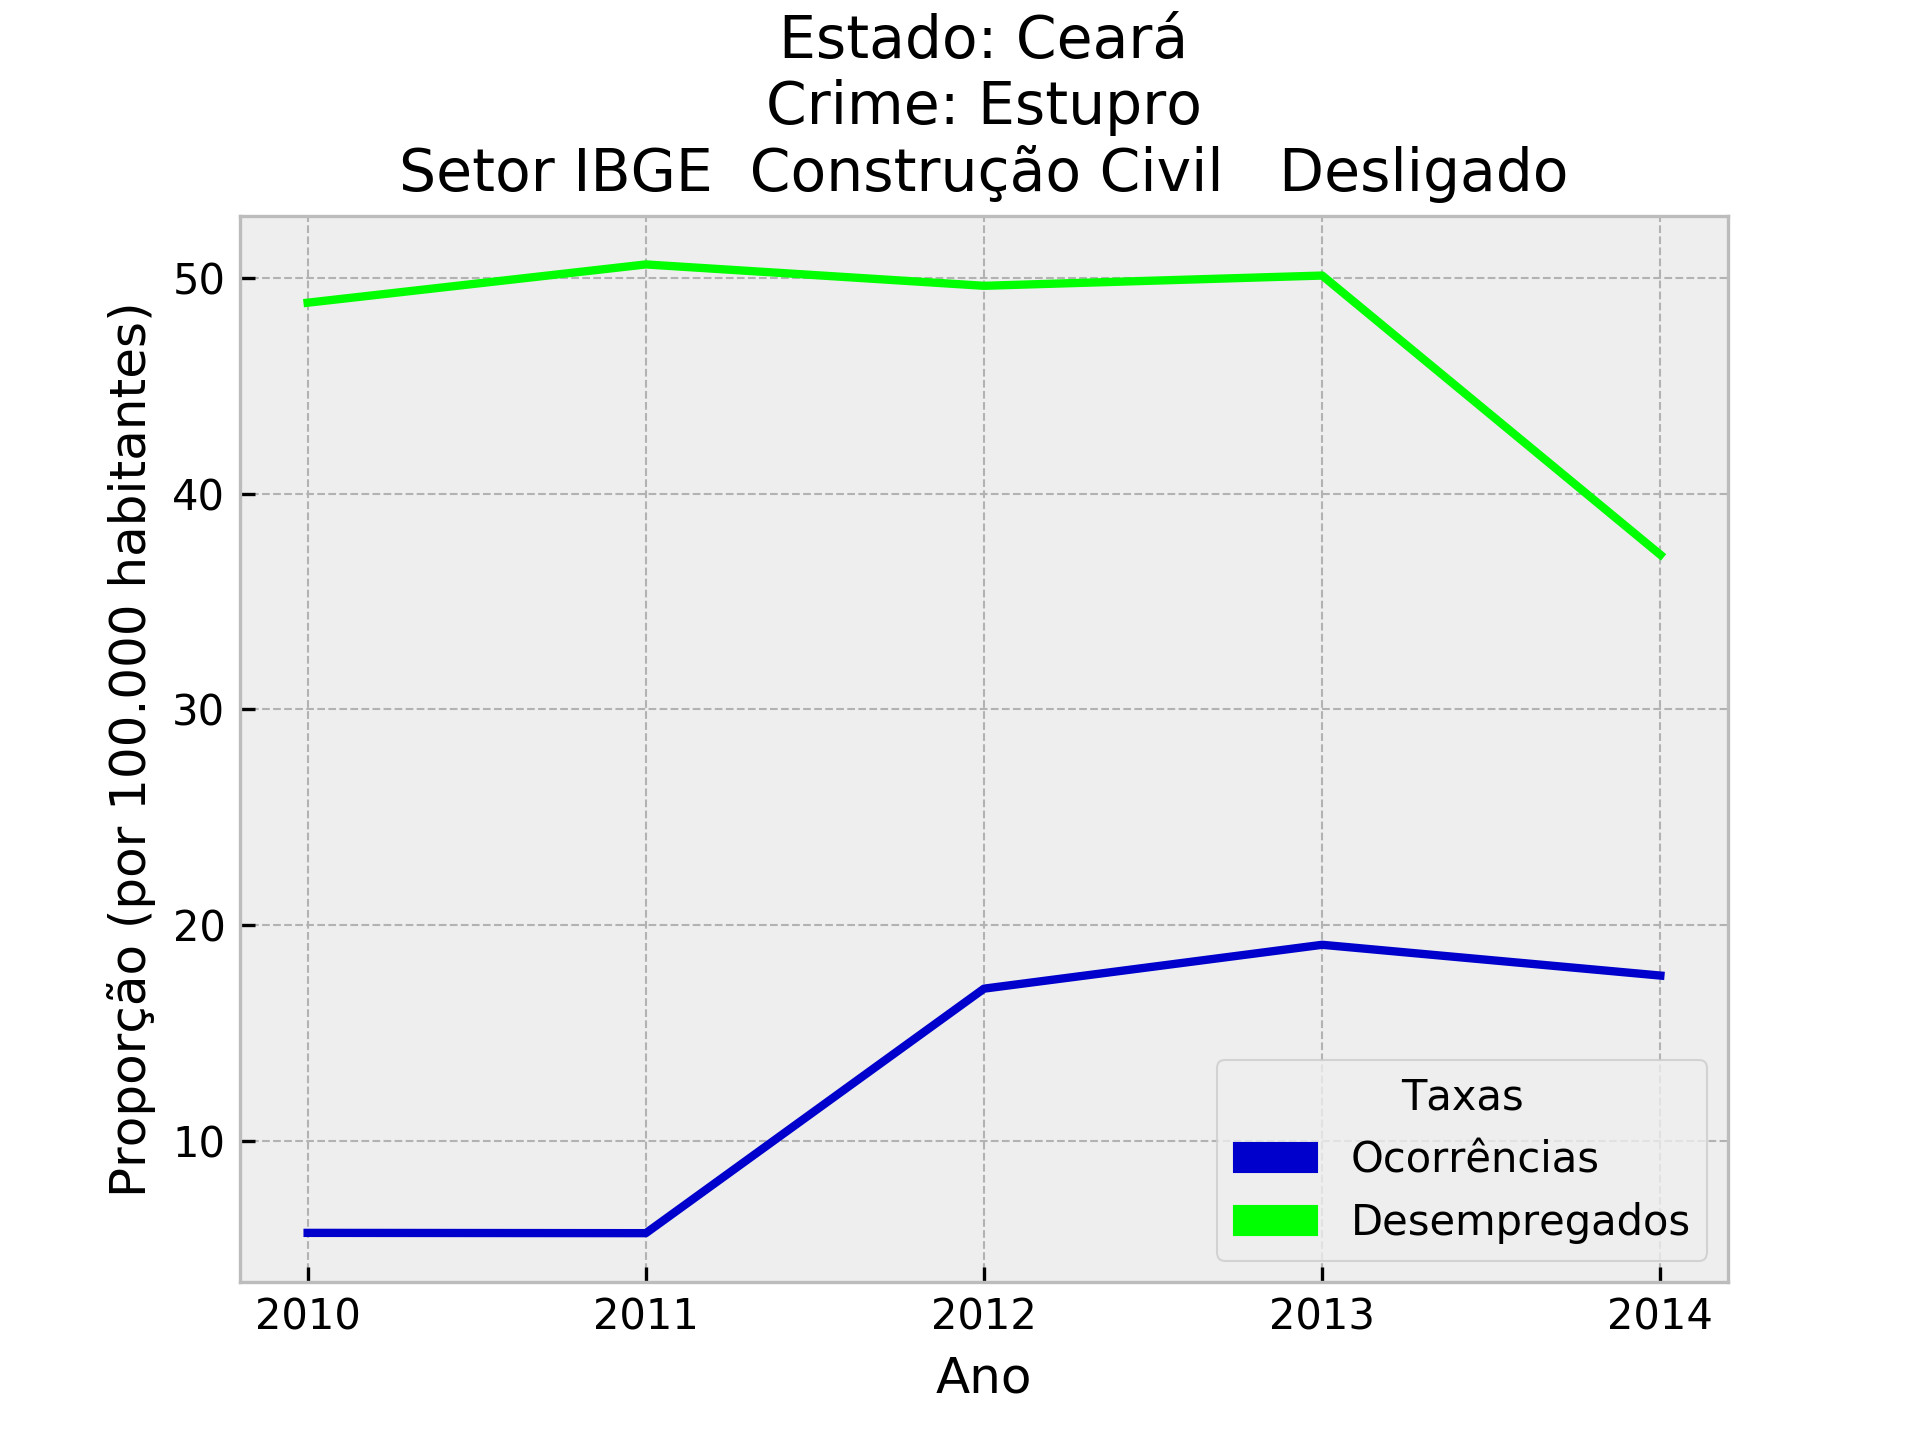 Estado: Ceará
Crime: Estupro
Setor IBGE  Construção Civil   Desligado
Proporção (por 100.000 habitantes)
50
40
30
20
10
Taxas
Ocorrências
Desempregados
2010
2011
2012
2013
2014
Ano